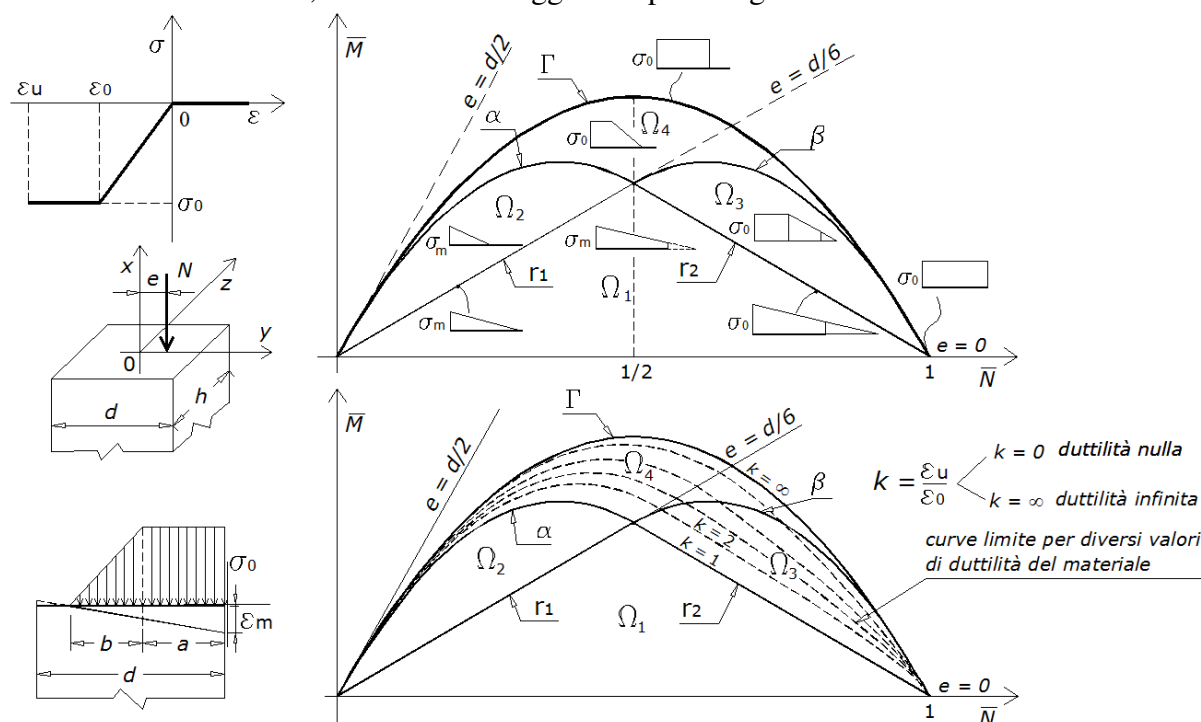 σ
εu
ε0
0
ε
σ0
x
e
N
z
0
y
d
h
σ0
εm
b
a
d
M̅
e = d/2
Γ
σ0
e = d/6
α
Ω4
σ0
β
Ω2
Ω3
σ0
σm
σm
r1
r2
σ0
Ω1
σm
σ0
e = 0
1/2
1
N̅
M̅
e = d/2
Γ
e = d/6
Ω4
k = ∞
β
α
k = 2
k = 1
Ω2
Ω3
r1
r2
Ω1
e = 0
1
N̅
k = εu/ε0
k = 0 duttilità nulla
k = ∞ duttilità infinita
curve limite per diversi valori
di duttilità del materiale